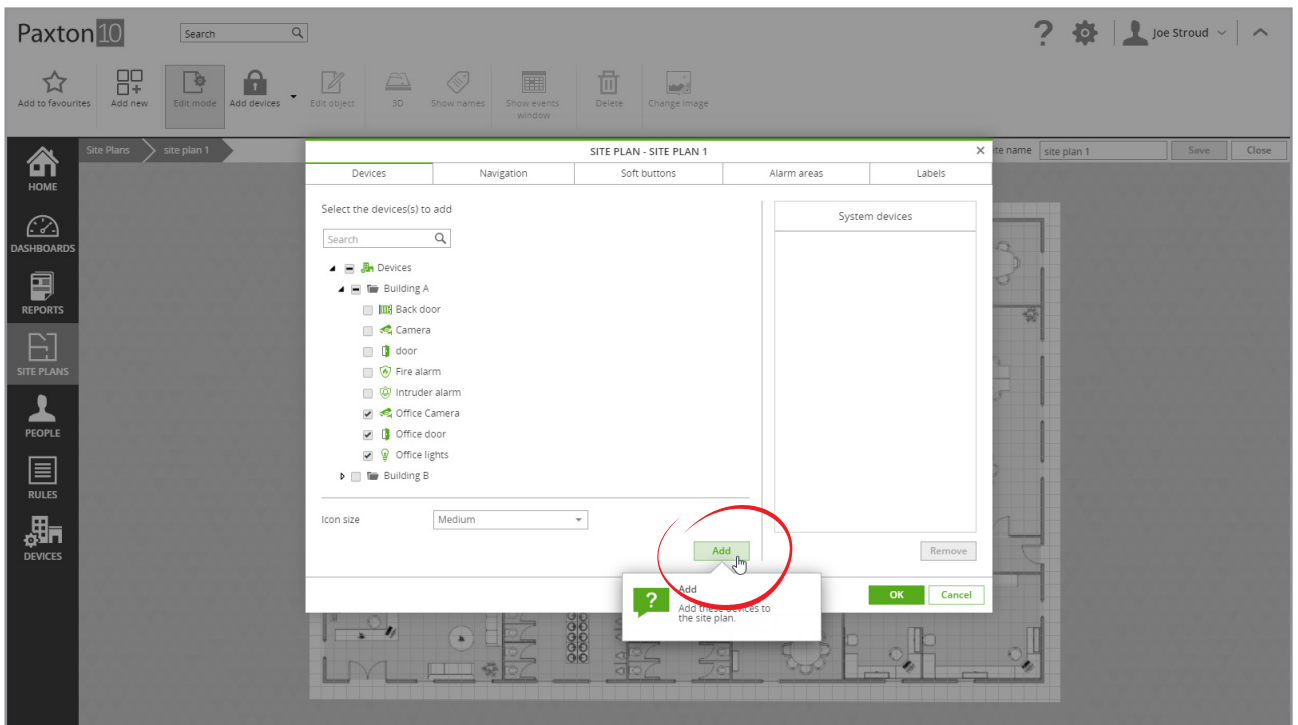 Paxton 10
Search
Joe Stroud
Add to favourites
Add new
Edit mode
Add devices
Edit object
3D
Show names
Show events
window
Delete
Change image
Site Plans
site plan 1
SITE PLAN - SITE PLAN 1
te name
site plan 1
Save
Close
HOME
DASHBOARDS
REPORTS
SITE PLANS
PEOPLE
RULES
DEVICES
Devices
Navigation
Soft buttons
Alarm areas
Labels
Select the devices(s) to add
Search
Devices
Building A
Back door
Camera
door
Fire alarm
Intruder alarm
Office Camera
Office door
Office lights
Building B
Icon size
Medium
Add
System devices
Remove
Add
Add these devices to
the site plan.
OK
Cancel